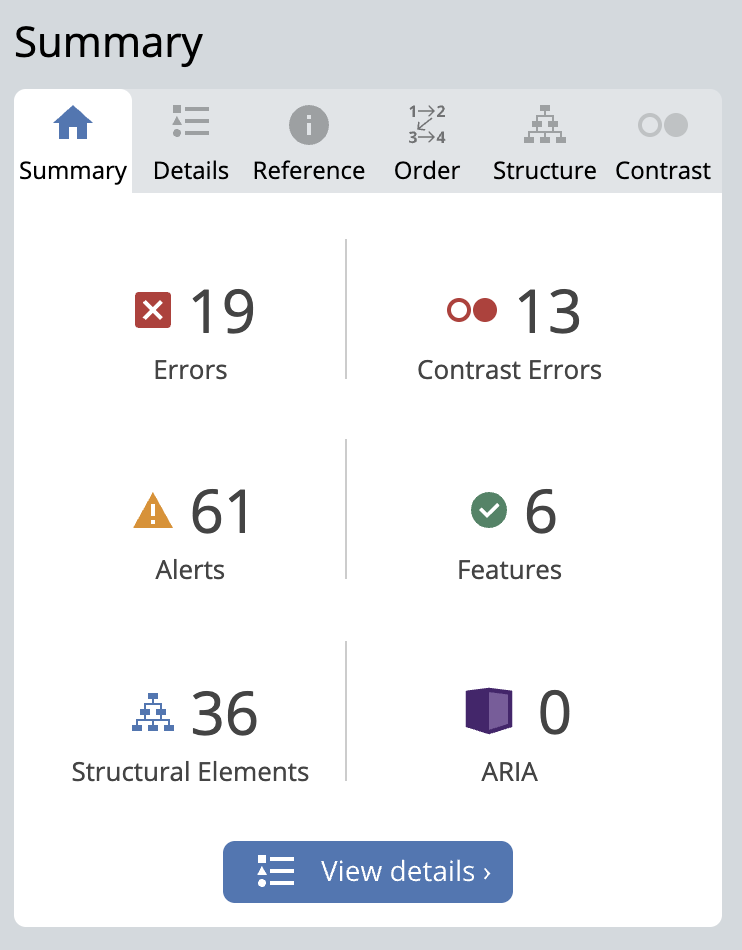 Summary
1→2
3→4
Summary Details Reference Order Structure Contrast
19 13
Errors Contrast Errors
61 6
Alerts Features
36 0
Structural Elements ARIA
View details ›